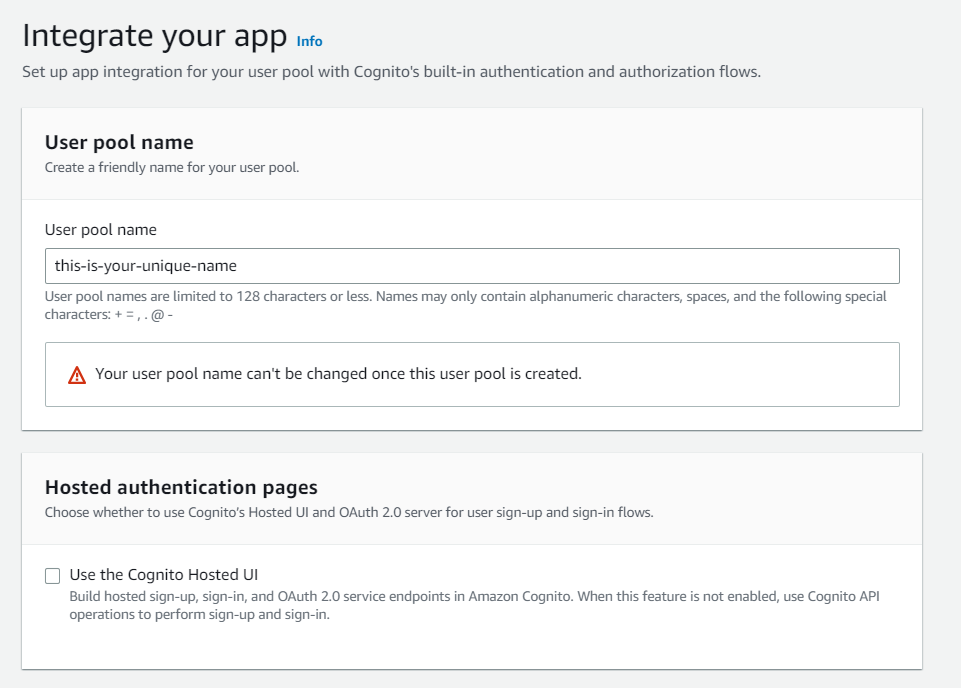 Integrate your app Info
Set up app integration for your user pool with Cognito's built-in authentication and authorization flows.
User pool name
Create a friendly name for your user pool.
User pool name
this-is-your-unique-name
User pool names are limited to 128 characters or less. Names may only contain alphanumeric characters, spaces, and the following special
characters: + = , . @ -
Your user pool name can't be changed once this user pool is created.
Hosted authentication pages
Choose whether to use Cognito's Hosted UI and OAuth 2.0 server for user sign-up and sign-in flows.
Use the Cognito Hosted UI
Build hosted sign-up, sign-in, and OAuth 2.0 service endpoints in Amazon Cognito. When this feature is not enabled, use Cognito API
operations to perform sign-up and sign-in.